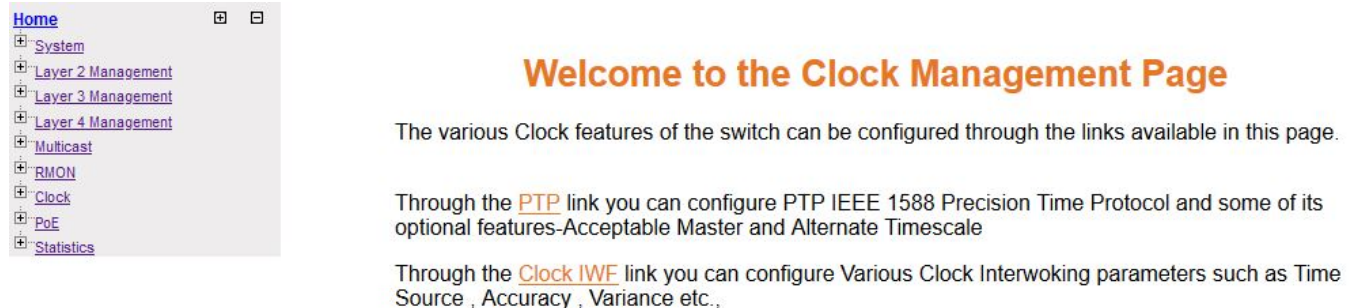 Home
System
Layer 2 Management
Layer 3 Management
Layer 4 Management
Multicast
RMON
Clock
PoE
Statistics
Welcome to the Clock Management Page
The various Clock features of the switch can be configured through the links available in this page.
Through the PTP link you can configure PTP IEEE 1588 Precision Time Protocol and some of its
optional features-Acceptable Master and Alternate Timescale
Through the Clock IWF link you can configure Various Clock Interwoking parameters such as Time
Source , Accuracy , Variance etc.,